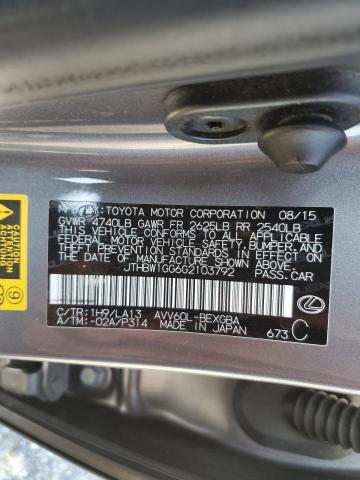 MFD. BY: TOYOTA MOTOR CORPORATION 08/15
GVWR 4740LB GAWR FR 2625LB RR 2540LB
THIS VEHICLE CONFORMS TO ALL APPLICABLE
FEDERAL MOTOR VEHICLE SAFETY, BUMPER, AND
THEFT PREVENTION STANDARDS IN EFFECT ON THE
DATE OF MANUFACTURE SHOWN ABOVE.
JTHBW1GG6G2103792 PASS.CAR
C/TR:1H9/LA13 AVV60L-BEXGBA
A/TM:-02A/P314 MADE IN JAPAN 673 C